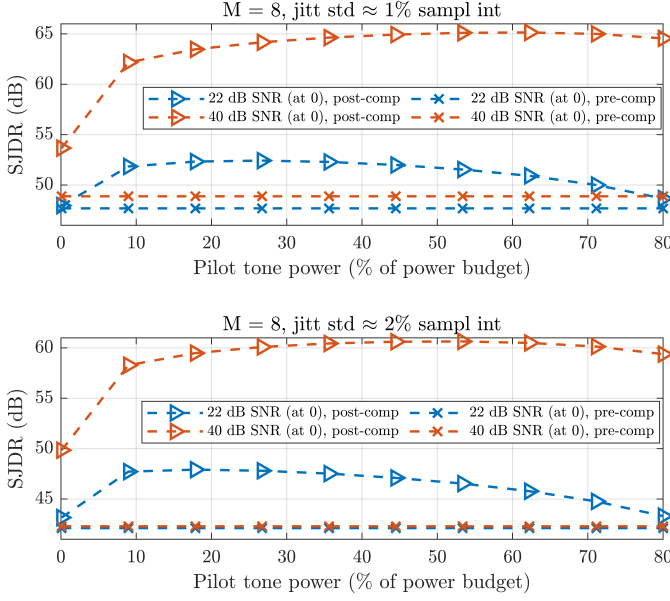 M = 8, jitt std ≈ 1% sampl int
65
60
55
50
SJDR (dB)
22 dB SNR (at 0), post-comp 22 dB SNR (at 0), pre-comp
40 dB SNR (at 0), post-comp 40 dB SNR (at 0), pre-comp
0 10 20 30 40 50 60 70 80
Pilot tone power (% of power budget)
M = 8, jitt std ≈ 2% sampl int
60
55
50
45
SJDR (dB)
22 dB SNR (at 0), post-comp 22 dB SNR (at 0), pre-comp
40 dB SNR (at 0), post-comp 40 dB SNR (at 0), pre-comp
0 10 20 30 40 50 60 70 80
Pilot tone power (% of power budget)